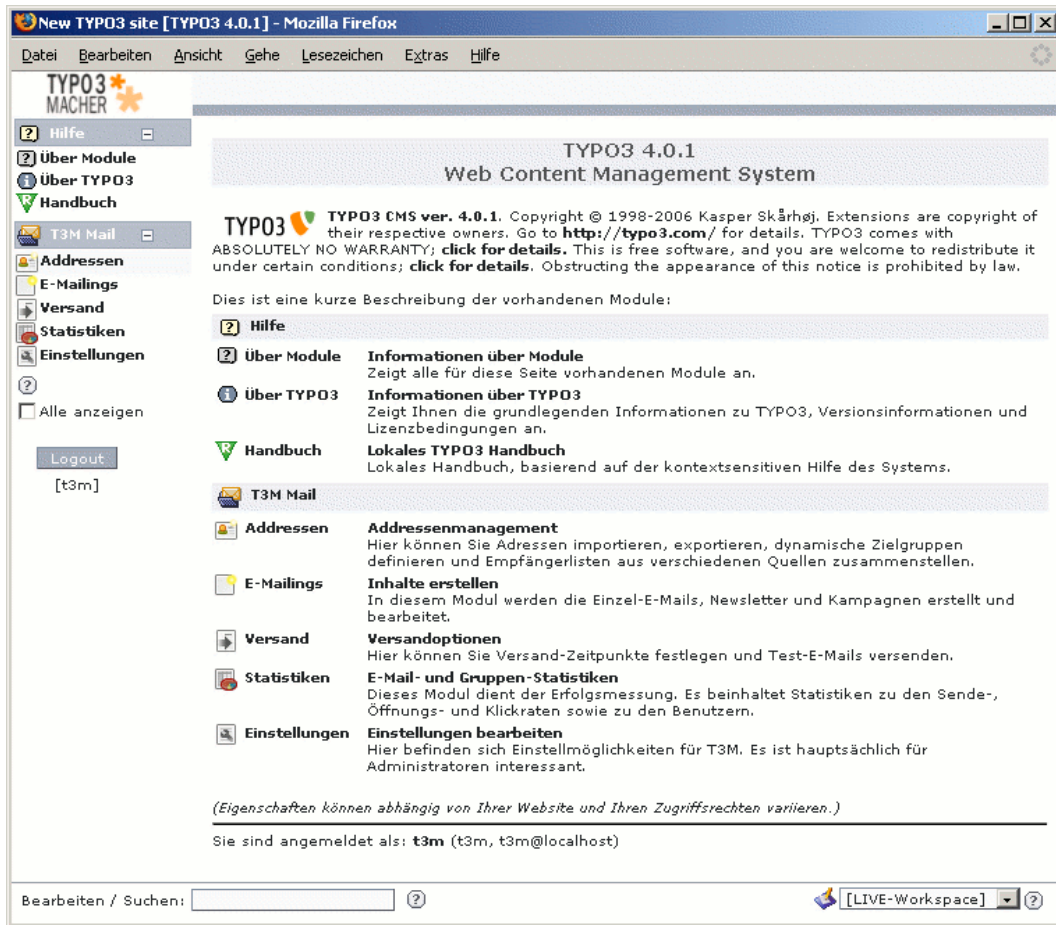 New TYPO3 site [TYPO3 4.0.1] - Mozilla Firefox
Datei Bearbeiten Ansicht Gehe Lesezeichen Extras Hilfe
TYPO3
MACHER
Hilfe
Über Module
Über TYPO3
Handbuch
T3M Mail
Addressen
E-Mailings
Versand
Statistiken
Einstellungen
Alle anzeigen
Logout
[t3m]
TYPO3 4.0.1
Web Content Management System
TYPO3
TYPO3 CMS ver. 4.0.1. Copyright © 1998-2006 Kasper Skårhøj. Extensions are copyright of
their respective owners. Go to http://typo3.com/ for details. TYPO3 comes with
ABSOLUTELY NO WARRANTY; click for details. This is free software, and you are welcome to redistribute it
under certain conditions; click for details. Obstructing the appearance of this notice is prohibited by law.
Dies ist eine kurze Beschreibung der vorhandenen Module:
Hilfe
Über Module Informationen über Module
Zeigt alle für diese Seite vorhandenen Module an.
Über TYPO3 Informationen über TYPO3
Zeigt Ihnen die grundlegenden Informationen zu TYPO3, Versionsinformationen und
Lizenzbedingungen an.
Handbuch Lokales TYPO3 Handbuch
Lokales Handbuch, basierend auf der kontextsensitiven Hilfe des Systems.
T3M Mail
Addressen Addressenmanagement
Hier können Sie Adressen importieren, exportieren, dynamische Zielgruppen
definieren und Empfängerlisten aus verschiedenen Quellen zusammenstellen.
E-Mailings Inhalte erstellen
In diesem Modul werden die Einzel-E-Mails, Newsletter und Kampagnen erstellt und
bearbeitet.
Versand Versandoptionen
Hier können Sie Versand-Zeitpunkte festlegen und Test-E-Mails versenden.
Statistiken E-Mail- und Gruppen-Statistiken
Dieses Modul dient der Erfolgsmessung. Es beinhaltet Statistiken zu den Sende-,
Öffnungs- und Klickraten sowie zu den Benutzern.
Einstellungen Einstellungen bearbeiten
Hier befinden sich Einstellmöglichkeiten für T3M. Es ist hauptsächlich für
Administratoren interessant.
(Eigenschaften können abhängig von Ihrer Website und Ihren Zugriffsrechten variieren.)
Sie sind angemeldet als: t3m (t3m, t3m@localhost)
Bearbeiten / Suchen: [LIVE-Workspace]